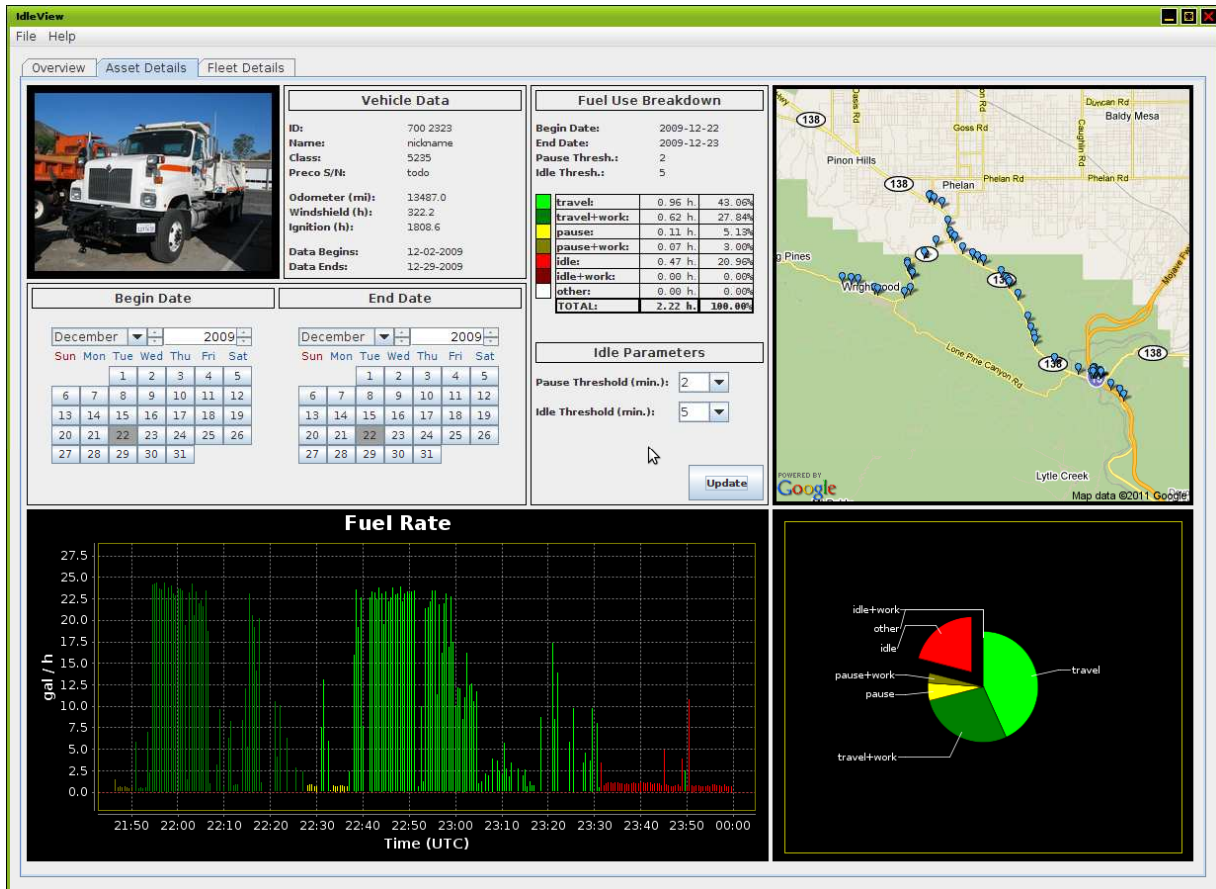 IdleView
File Help
Overview Asset Details Fleet Details
Vehicle Data
ID: 700 2323
Name: nickname
Class: 5235
Preco S/N: todo
Odometer (mi): 13487.0
Windshield (h): 322.2
Ignition (h): 1808.6
Data Begins: 12-02-2009
Data Ends: 12-29-2009
Fuel Use Breakdown
Begin Date: 2009-12-22
End Date: 2009-12-23
Pause Thresh.: 2
Idle Thresh.: 5
travel: 0.96 h. 43.06%
travel+work: 0.62 h. 27.84%
pause: 0.11 h. 5.13%
pause+work: 0.07 h. 3.00%
idle: 0.47 h. 20.96%
idle+work: 0.00 h. 0.00%
other: 0.00 h. 0.00%
TOTAL: 2.22 h. 100.00%
Idle Parameters
Pause Threshold (min.): 2
Idle Threshold (min.): 5
Update
Begin Date
December 2009
Sun Mon Tue Wed Thu Fri Sat
1 2 3 4 5
6 7 8 9 10 11 12
13 14 15 16 17 18 19
20 21 22 23 24 25 26
27 28 29 30 31
End Date
December 2009
Sun Mon Tue Wed Thu Fri Sat
1 2 3 4 5
6 7 8 9 10 11 12
13 14 15 16 17 18 19
20 21 22 23 24 25 26
27 28 29 30 31
Duncan Rd
Baldy Mesa
138
Oasis Rd
Goss Rd
Caughlin Rd
Pinon Hills
138
Phelan
Phelan Rd
Phelan Rd
g Pines
Wrightwood
138
Mojave
Lone Pine Canyon Rd
138
138
Lytle Creek
POWERED BY
Google
Map data ©2011 Google
Fuel Rate
gal / h
27.5
25.0
22.5
20.0
17.5
15.0
12.5
10.0
7.5
5.0
2.5
0.0
21:50 22:00 22:10 22:20 22:30 22:40 22:50 23:00 23:10 23:20 23:30 23:40 23:50 00:00
Time (UTC)
idle+work
other
idle
travel
pause+work
pause
travel+work